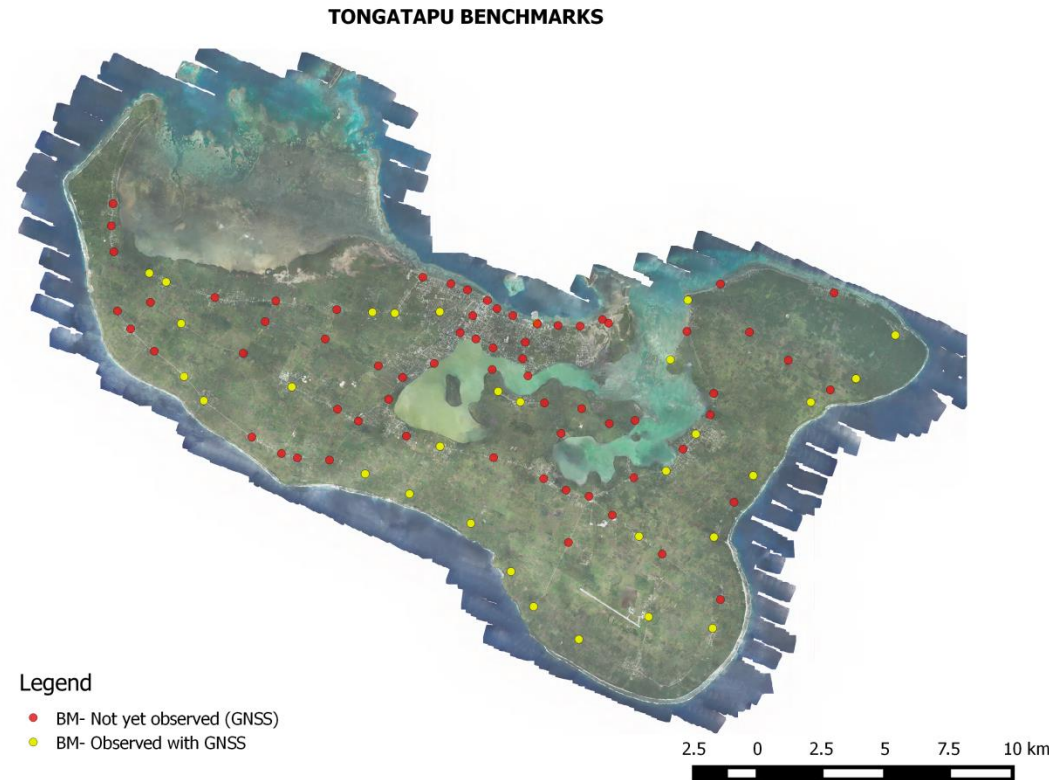 TONGATAPU BENCHMARKS
Legend
BM- Not yet observed (GNSS)
BM- Observed with GNSS
2.5 0 2.5 5 7.5 10 km